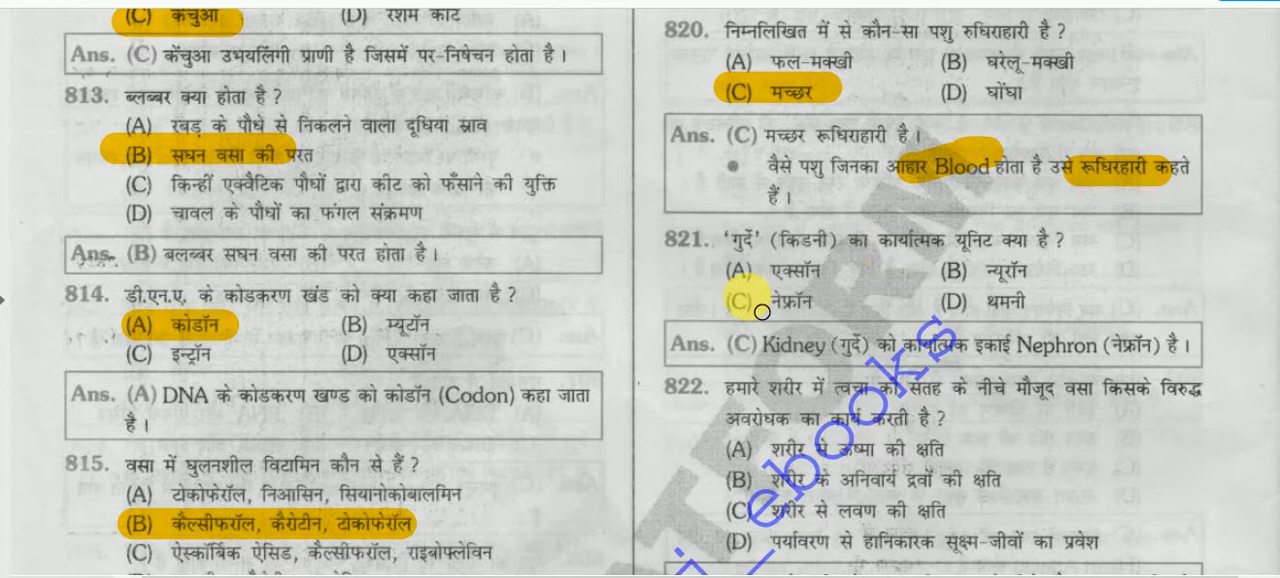 (C) केंचुआ (D) रेशम कीट
Ans. (C) केंचुआ उभयलिंगी प्राणी है जिसमें पर-निषेचन होता है।
813. ब्लब्बर क्या होता है ?
(A) रबड़ के पौधे से निकलने वाला दूधिया स्राव
(B) सघन वसा की परत
(C) किन्हीं एक्वैटिक पौधों द्वारा कीट को फँसाने की युक्ति
(D) चावल के पौधों का फंगल संक्रमण
Ans. (B) बलब्बर सघन वसा की परत होता है।
814. डी.एन.ए. के कोडकरण खंड को क्या कहा जाता है ?
(A) कोडॉन (B) म्यूटॉन
(C) इन्ट्रॉन (D) एक्सॉन
Ans. (A) DNA के कोडकरण खण्ड को कोडॉन (Codon) कहा जाता
है।
815. वसा में घुलनशील विटामिन कौन से हैं ?
(A) टोकोफेरॉल, निआसिन, सियानोकोबालमिन
(B) कैल्सीफरॉल, कैरोटीन, टोकोफेरॉल
(C) ऐस्कॉर्बिक ऐसिड, कैल्सीफरॉल, राइबोफ्लेविन
820. निम्नलिखित में से कौन-सा पशु रुधिराहारी है ?
(A) फल-मक्खी (B) घरेलू-मक्खी
(C) मच्छर (D) घोंघा
Ans. (C) मच्छर रूधिराहारी है।
• वैसे पशु जिनका आहार Blood होता है उसे रूधिरहारी कहते
हैं।
821. 'गुर्दे' (किडनी) का कार्यात्मक यूनिट क्या है ?
(A) एक्सॉन (B) न्यूरॉन
(C) नेफ्रॉन (D) धमनी
Ans. (C) Kidney (गुर्दे) को कार्यात्मक इकाई Nephron (नेफ्रॉन) है।
822. हमारे शरीर में त्वचा की सतह के नीचे मौजूद वसा किसके विरुद्ध
अवरोधक का कार्य करती है ?
(A) शरीर से ऊष्मा की क्षति
(B) शरीर के अनिवार्य द्रवों की क्षति
(C) शरीर से लवण की क्षति
(D) पर्यावरण से हानिकारक सूक्ष्म-जीवों का प्रवेश
ebooks